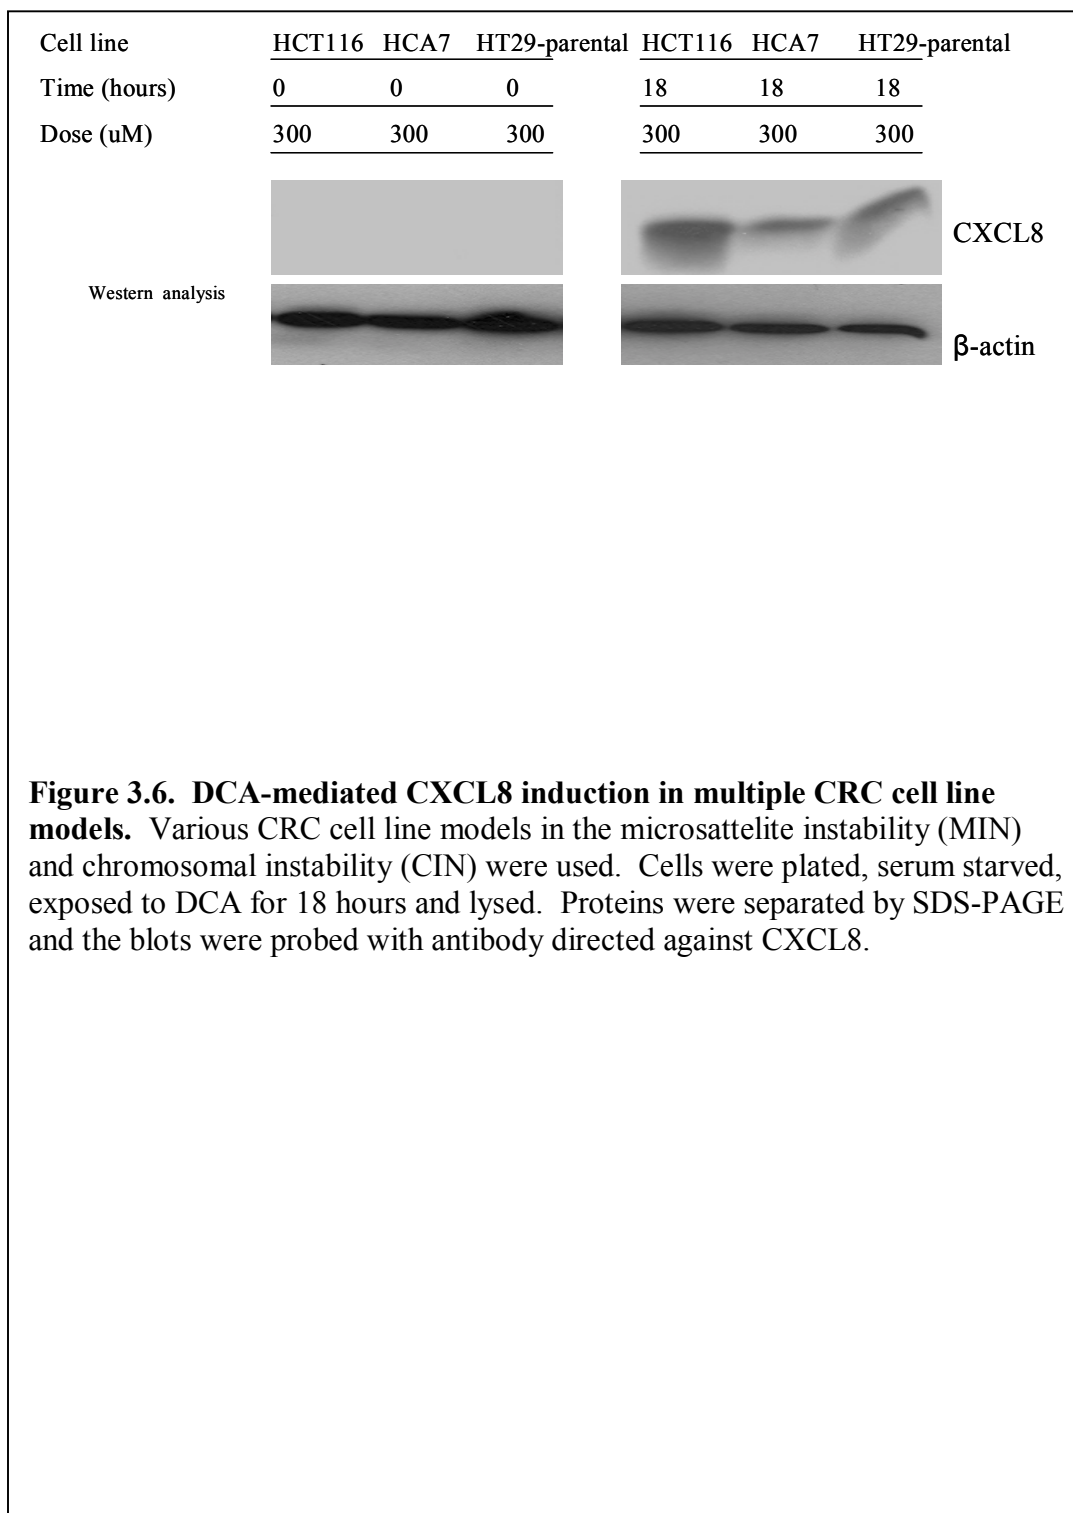 Cell line HCT116 HCA7 HT29-parental HCT116 HCA7 HT29-parental
Time (hours) 0 0 0 18 18 18
Dose (uM) 300 300 300 300 300 300
CXCL8
Western analysis
β-actin
Figure 3.6. DCA-mediated CXCL8 induction in multiple CRC cell line
models. Various CRC cell line models in the microsattelite instability (MIN)
and chromosomal instability (CIN) were used. Cells were plated, serum starved,
exposed to DCA for 18 hours and lysed. Proteins were separated by SDS-PAGE
and the blots were probed with antibody directed against CXCL8.